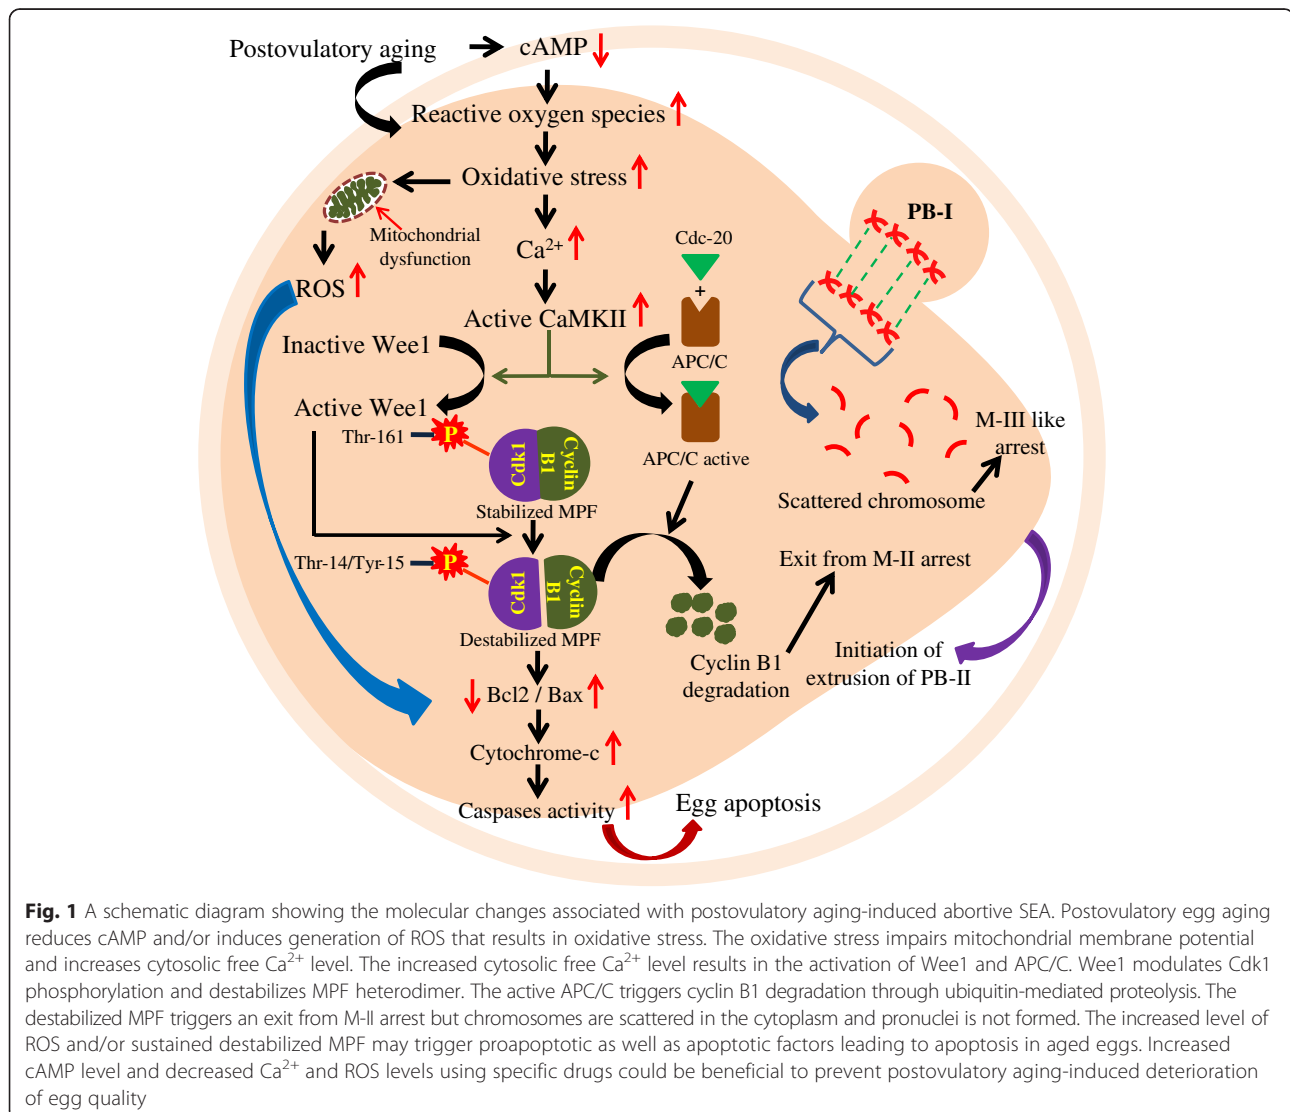 Postovulatory aging
cAMP
Reactive oxygen species
Oxidative stress
Mitochondrial
dysfunction
Ca2+
Cdc-20
+
PB-I
ROS
Active CaMKII
Inactive Wee1
APC/C
Active Wee1
Thr-161
P
Cdk1
Cyclin
B1
APC/C active
M-III like
arrest
Scattered chromosome
Stabilized MPF
Thr-14/Tyr-15
P
Cdk1
Cyclin
B1
Exit from M-II arrest
Destabilized MPF
Cyclin B1
degradation
Initiation of
extrusion of PB-II
Bcl2 / Bax
Cytochrome-c
Caspases activity
Egg apoptosis
Fig. 1 A schematic diagram showing the molecular changes associated with postovulatory aging-induced abortive SEA. Postovulatory egg aging
reduces cAMP and/or induces generation of ROS that results in oxidative stress. The oxidative stress impairs mitochondrial membrane potential
and increases cytosolic free Ca2+ level. The increased cytosolic free Ca2+ level results in the activation of Wee1 and APC/C. Wee1 modulates Cdk1
phosphorylation and destabilizes MPF heterodimer. The active APC/C triggers cyclin B1 degradation through ubiquitin-mediated proteolysis. The
destabilized MPF triggers an exit from M-II arrest but chromosomes are scattered in the cytoplasm and pronuclei is not formed. The increased level of
ROS and/or sustained destabilized MPF may trigger proapoptotic as well as apoptotic factors leading to apoptosis in aged eggs. Increased
cAMP level and decreased Ca2+ and ROS levels using specific drugs could be beneficial to prevent postovulatory aging-induced deterioration
of egg quality